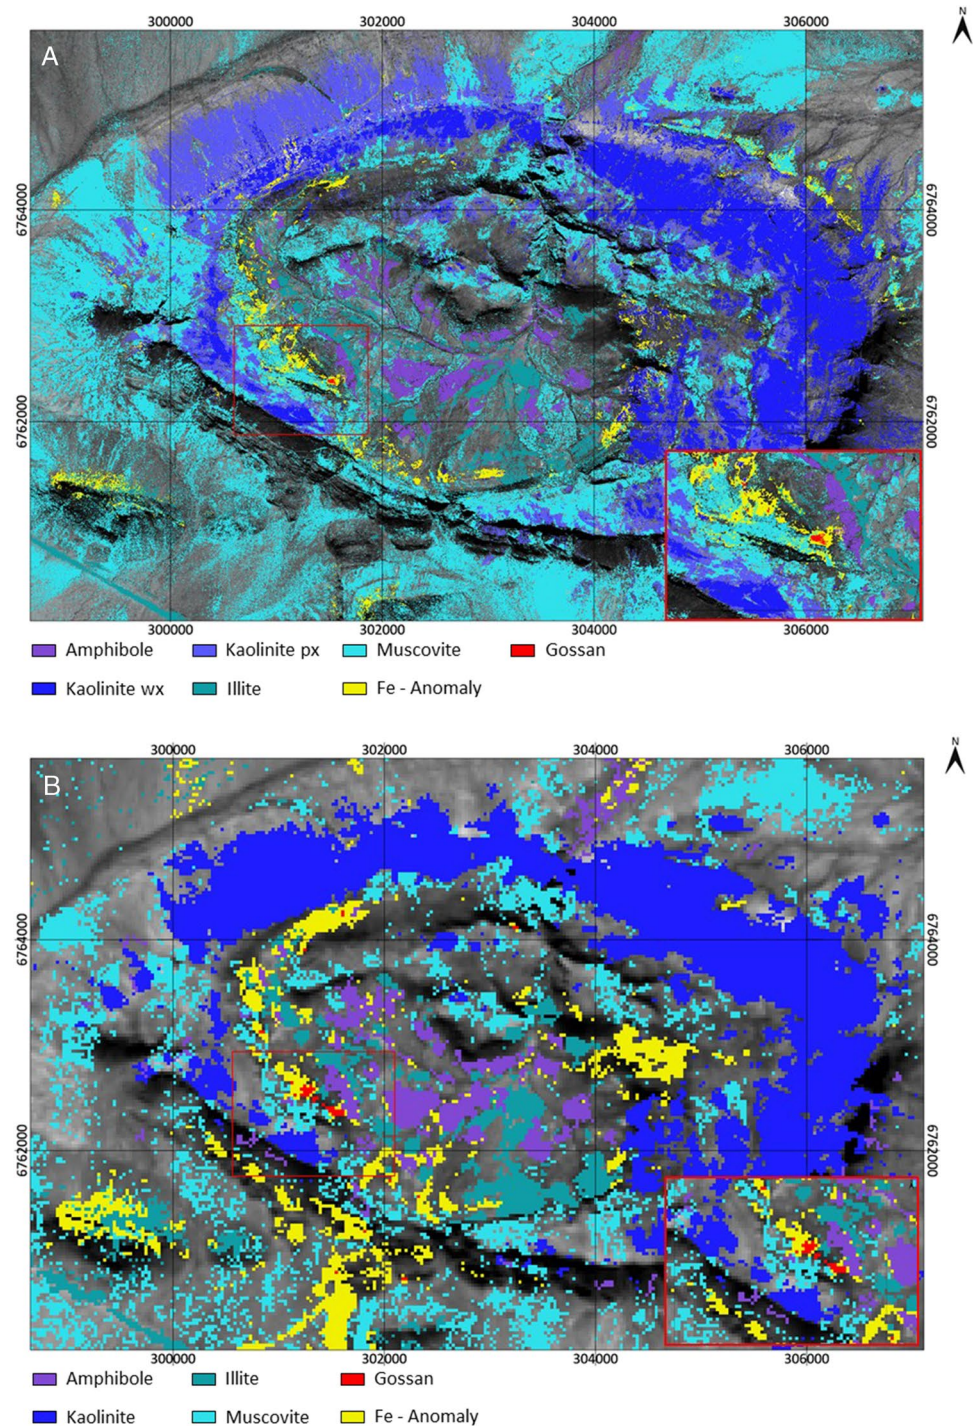 N
300000 302000 304000 306000
A
6764000 6764000
6762000 6762000
300000 302000 304000 306000
Amphibole Kaolinite px Muscovite Gossan
Kaolinite wx Illite Fe - Anomaly
N
300000 302000 304000 306000
B
6764000 6764000
6762000 6762000
300000 302000 304000 306000
Amphibole Illite Gossan
Kaolinite Muscovite Fe - Anomaly